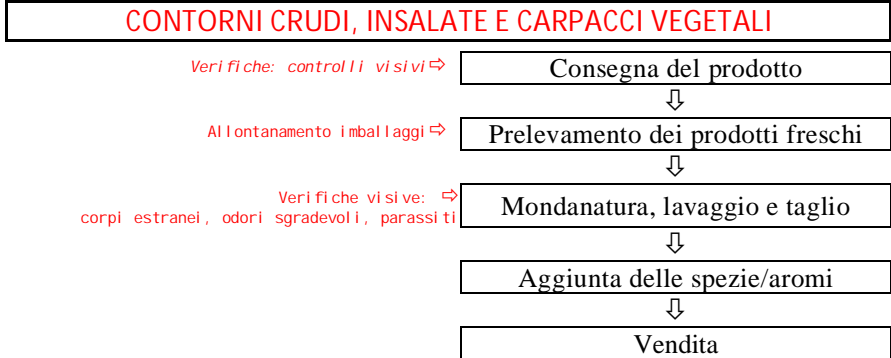 CONTORNI CRUDI, INSALATE E CARPACCI VEGETALI
Verifiche: controlli visivi⇨
Consegna del prodotto
⇩
Allontanamento imballaggi⇨
Prelevamento dei prodotti freschi
⇩
Verifiche visive: ⇨
corpi estranei, odori sgradevoli, parassiti
Mondanatura, lavaggio e taglio
⇩
Aggiunta delle spezie/aromi
⇩
Vendita